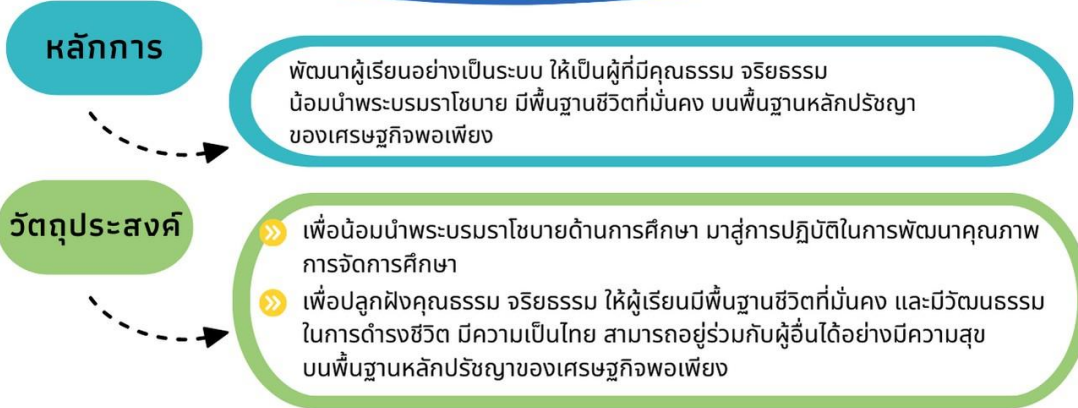 หลักการ
พัฒนาผู้เรียนอย่างเป็นระบบ ให้เป็นผู้ที่มีคุณธรรม จริยธรรม
น้อมนำพระบรมราโชบาย มีพื้นฐานชีวิตที่มั่นคง บนพื้นฐานหลักปรัชญา
ของเศรษฐกิจพอเพียง
วัตถุประสงค์
เพื่อน้อมนำพระบรมราโชบายด้านการศึกษา มาสู่การปฏิบัติในการพัฒนาคุณภาพ
การจัดการศึกษา
เพื่อปลูกฝังคุณธรรม จริยธรรม ให้ผู้เรียนมีพื้นฐานชีวิตที่มั่นคง และมีวัฒนธรรม
ในการดำรงชีวิต มีความเป็นไทย สามารถอยู่ร่วมกับผู้อื่นได้อย่างมีความสุข
บนพื้นฐานหลักปรัชญาของเศรษฐกิจพอเพียง